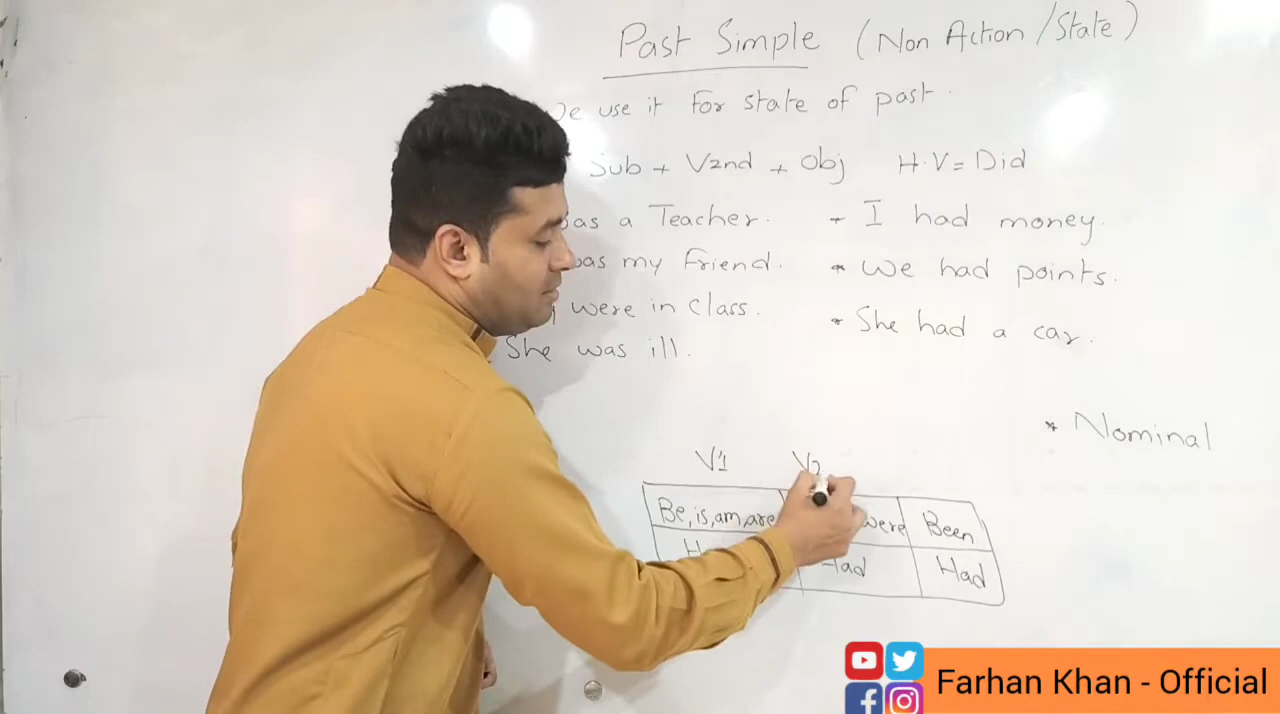 Past Simple (Non Action/State)
We use it for state of past.
Sub + V2nd + Obj H.V = Did
was a Teacher.
* I had money.
was my friend.
* We had points.
were in class.
* She had a car.
She was ill.
* Nominal
V1 V2
Be, is, am, are were Been
Had Had
Farhan Khan - Official